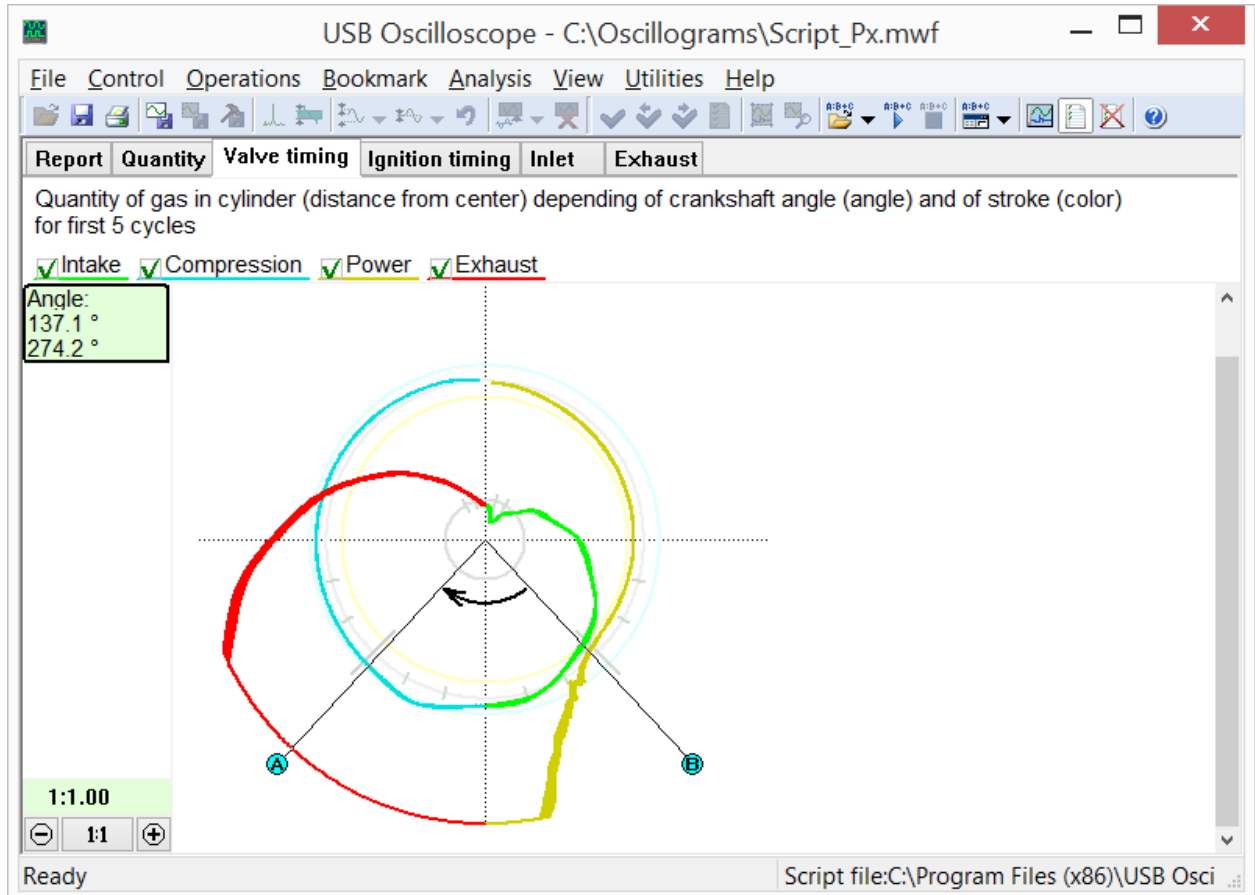 USB Oscilloscope - C:\Oscillograms\Script_Px.mwf
File Control Operations Bookmark Analysis View Utilities Help
A:B+C A:B+C A:B+C A:B+C
Report Quantity Valve timing Ignition timing Inlet Exhaust
Quantity of gas in cylinder (distance from center) depending of crankshaft angle (angle) and of stroke (color)
for first 5 cycles
Intake Compression Power Exhaust
Angle:
137.1 °
274.2 °
A B
1:1.00
1:1
Ready Script file:C:\Program Files (x86)\USB Osci